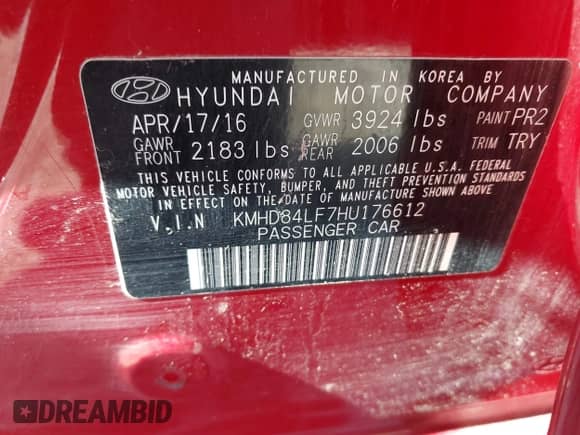 MANUFACTURED IN KOREA BY
HYUNDAI MOTOR COMPANY
APR/17/16 GVWR 3924 lbs PAINT PR2
GAWR FRONT 2183 lbs GAWR REAR 2006 lbs TRIM TRY
THIS VEHICLE CONFORMS TO ALL APPLICABLE U.S.A. FEDERAL
MOTOR VEHICLE SAFETY, BUMPER, AND THEFT PREVENTION STANDARDS
IN EFFECT ON THE DATE OF MANUFACTURE SHOWN ABOVE.
V.I.N KMHD84LF7HU176612
PASSENGER CAR
DREAMBID